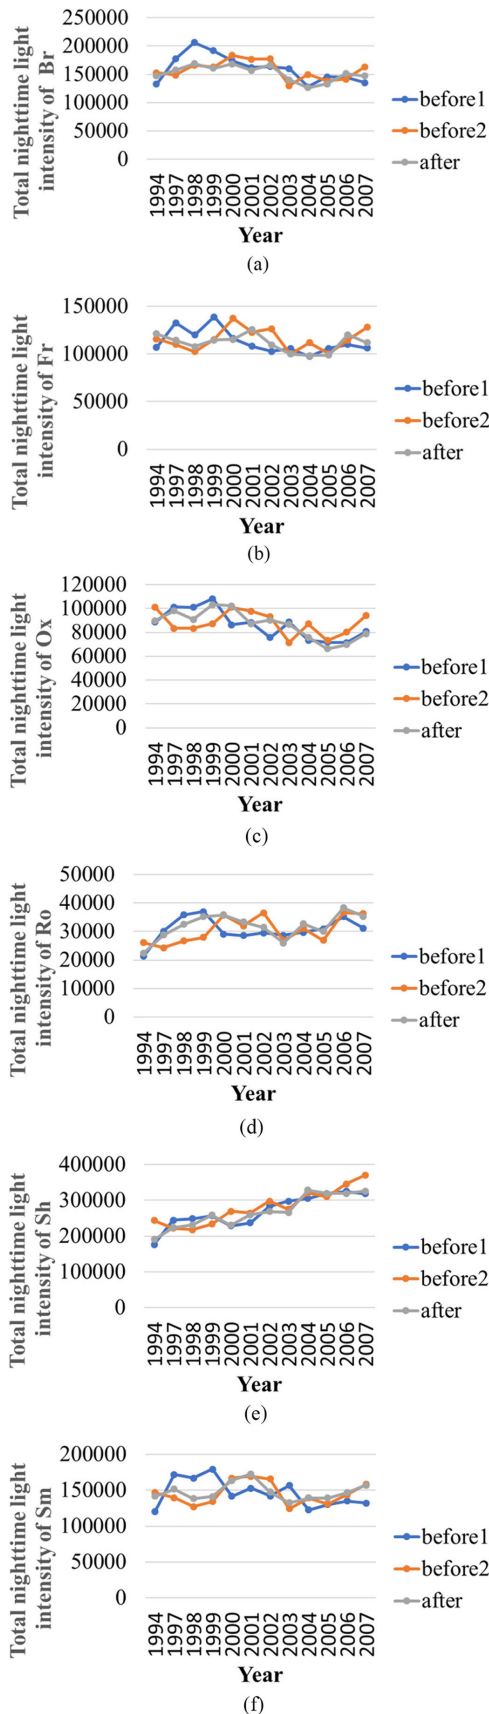 Total nighttime light
intensity of Br
250000
200000
150000
100000
50000
0
1994
1997
1998
1999
2000
2001
2002
2003
2004
2005
2006
2007
Year
before1
before2
after
(a)
Total nighttime light
intensity of Fr
150000
100000
50000
0
1994
1997
1998
1999
2000
2001
2002
2003
2004
2005
2006
2007
Year
before1
before2
after
(b)
Total nighttime light
intensity of Ox
120000
100000
80000
60000
40000
20000
0
1994
1997
1998
1999
2000
2001
2002
2003
2004
2005
2006
2007
Year
before1
before2
after
(c)
Total nighttime light
intensity of Ro
50000
40000
30000
20000
10000
0
1994
1997
1998
1999
2000
2001
2002
2003
2004
2005
2006
2007
Year
before1
before2
after
(d)
Total nighttime light
intensity of Sh
400000
300000
200000
100000
0
1994
1997
1998
1999
2000
2001
2002
2003
2004
2005
2006
2007
Year
before1
before2
after
(e)
Total nighttime light
intensity of Sm
200000
150000
100000
50000
0
1994
1997
1998
1999
2000
2001
2002
2003
2004
2005
2006
2007
Year
before1
before2
after
(f)